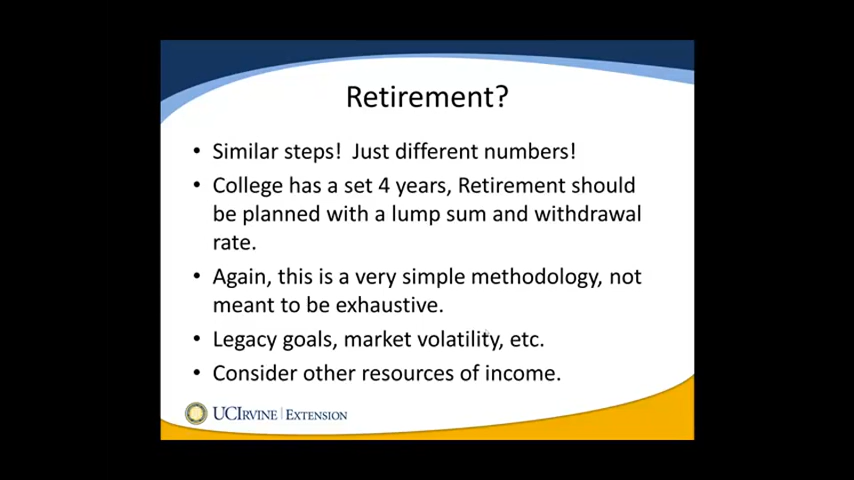 Retirement?
• Similar steps! Just different numbers!
• College has a set 4 years, Retirement should
be planned with a lump sum and withdrawal
rate.
• Again, this is a very simple methodology, not
meant to be exhaustive.
• Legacy goals, market volatility, etc.
• Consider other resources of income.
UCIRVINE | EXTENSION